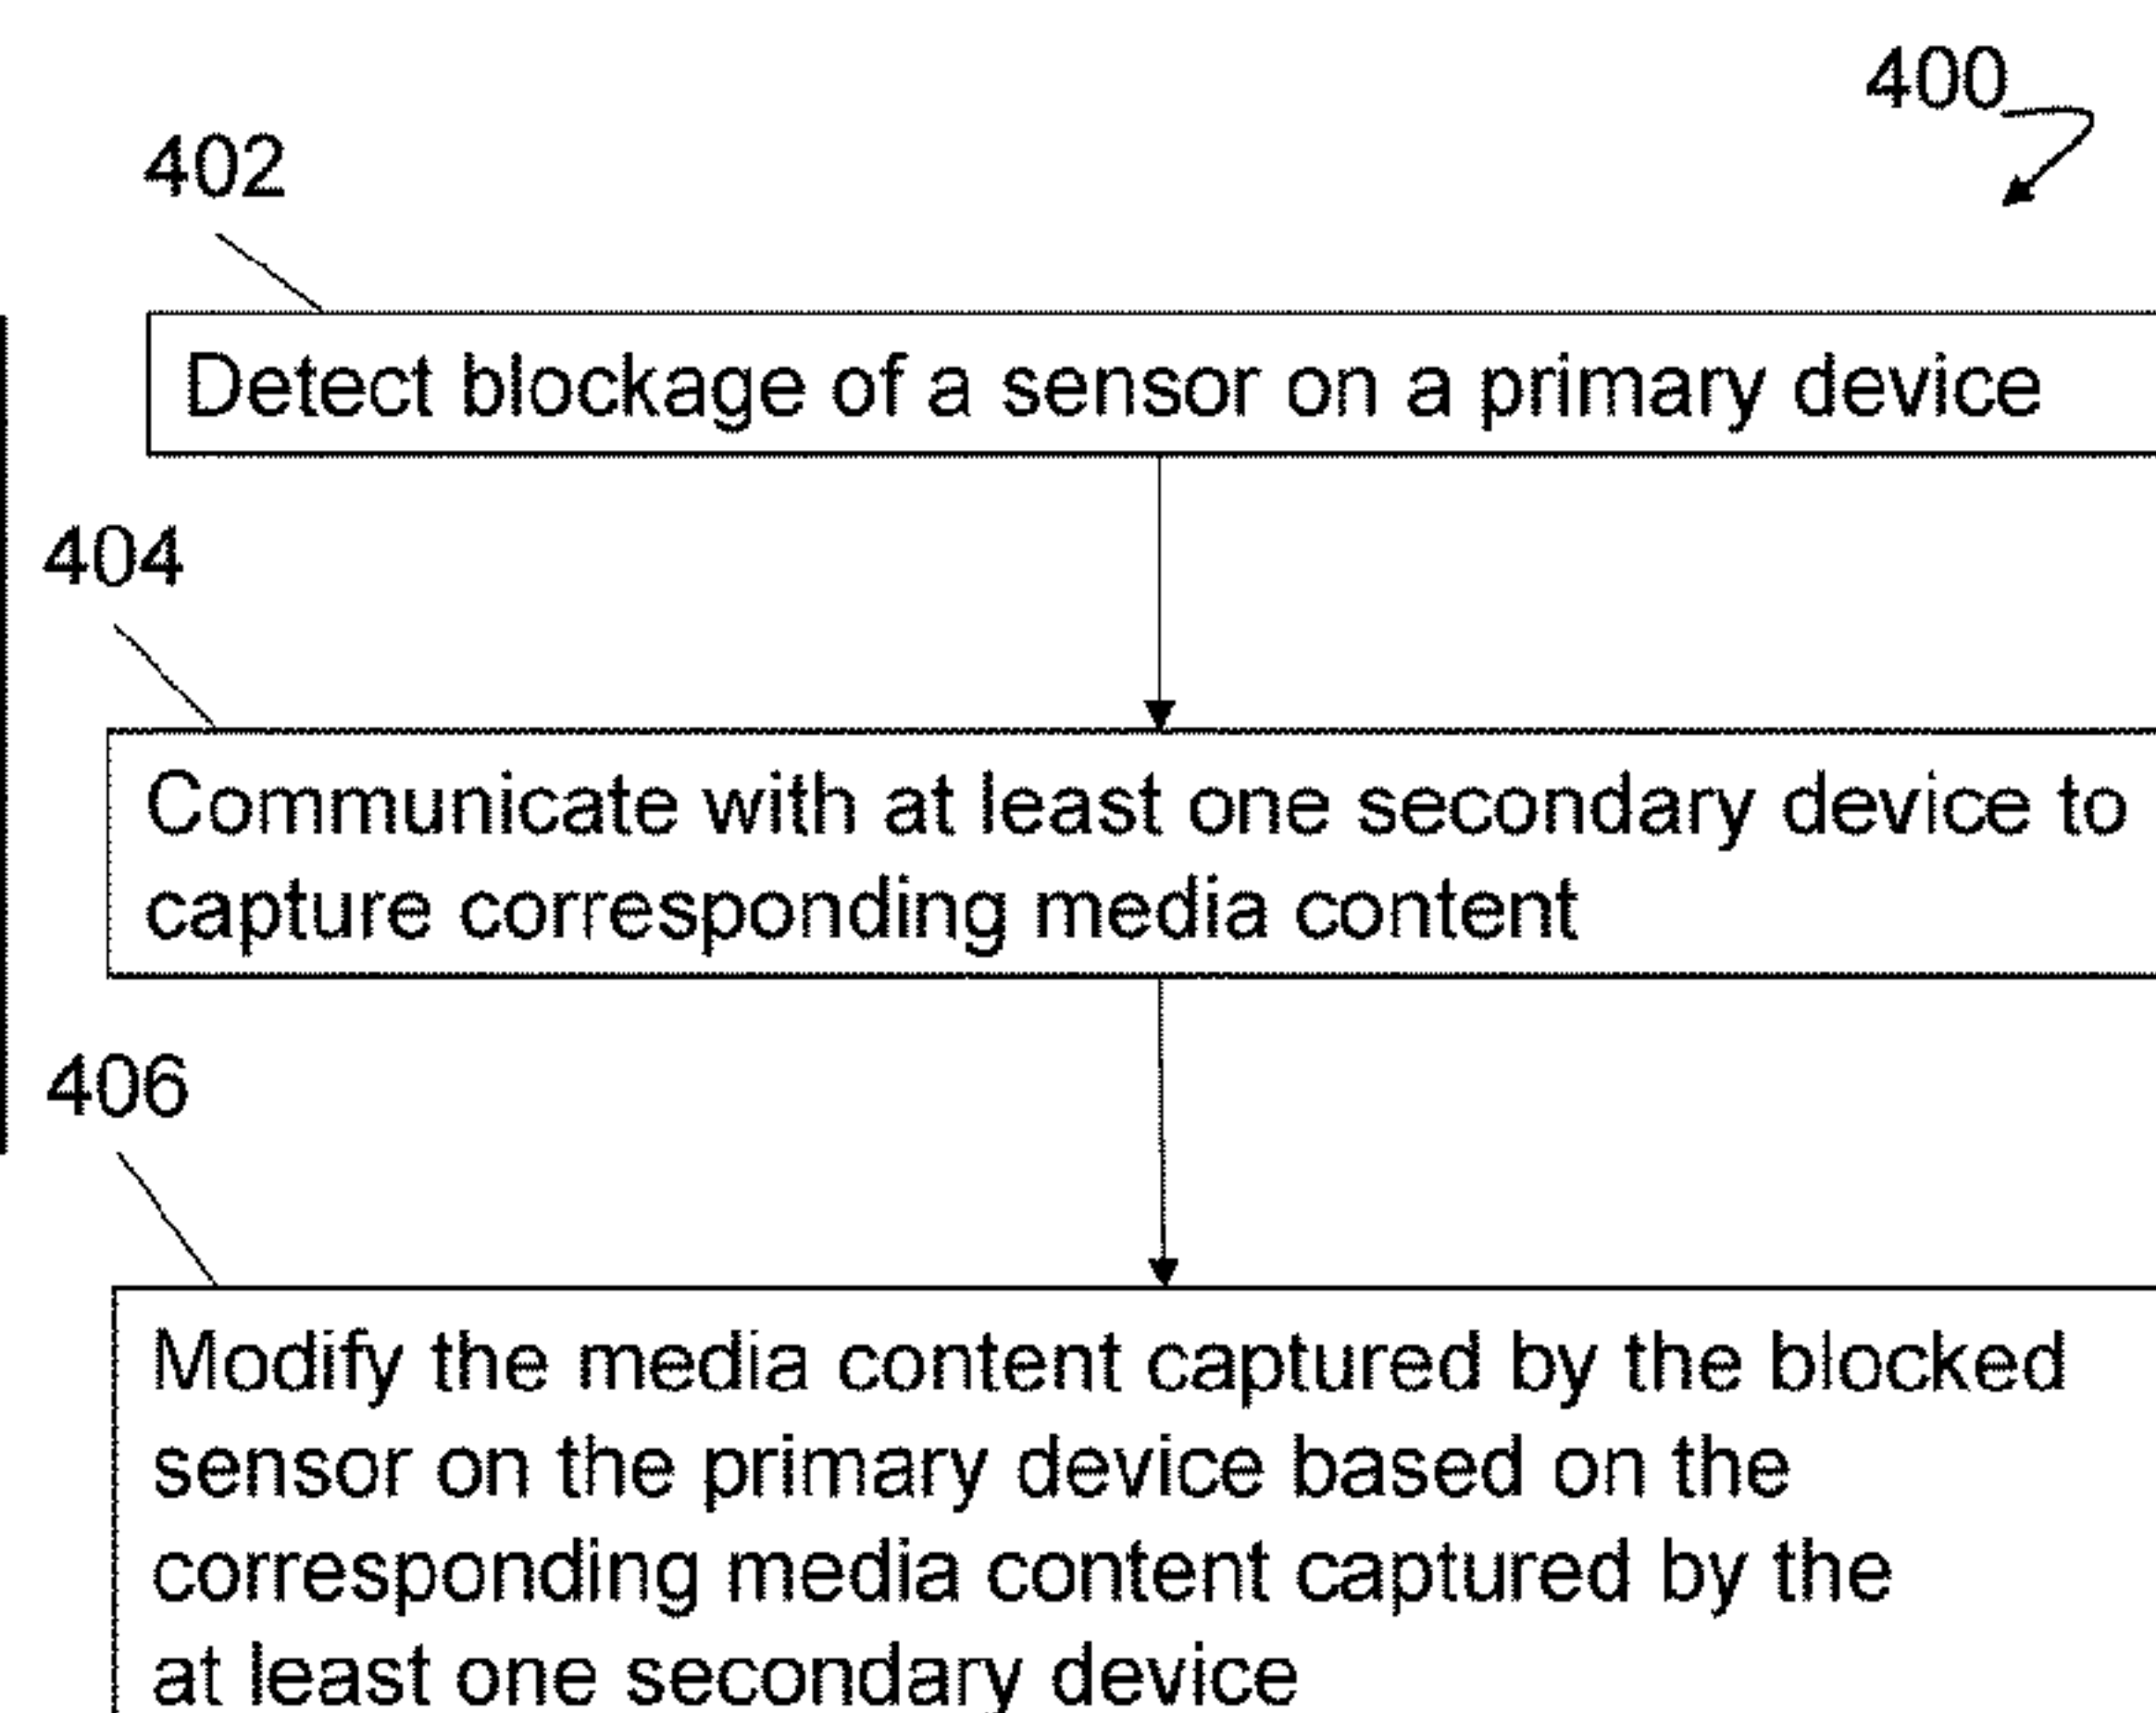 400
402
Detect blockage of a sensor on a primary device
404
Communicate with at least one secondary device to
capture corresponding media content
406
Modify the media content captured by the blocked
sensor on the primary device based on the
corresponding media content captured by the
at least one secondary device